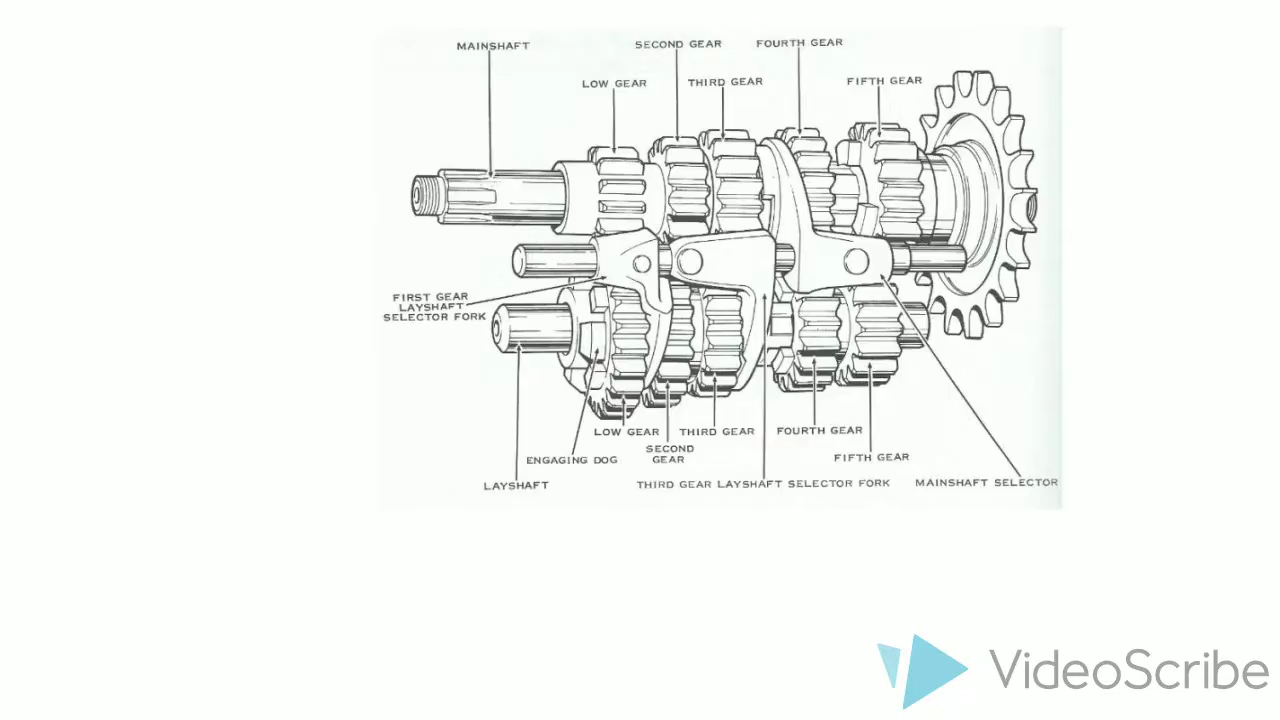 MAINSHAFT
SECOND GEAR
FOURTH GEAR
LOW GEAR
THIRD GEAR
FIFTH GEAR
FIRST GEAR
LAYSHAFT
SELECTOR FORK
LOW GEAR
THIRD GEAR
FOURTH GEAR
SECOND
GEAR
ENGAGING DOG
FIFTH GEAR
LAYSHAFT
THIRD GEAR LAYSHAFT SELECTOR FORK
MAINSHAFT SELECTOR
VideoScribe